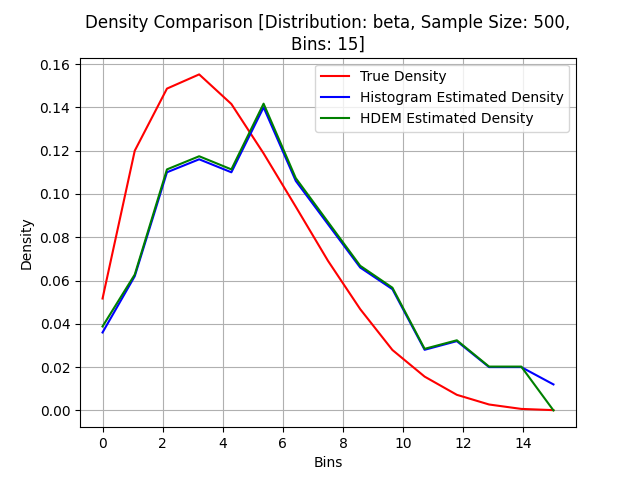 Density Comparison [Distribution: beta, Sample Size: 500,
Bins: 15]
True Density
Histogram Estimated Density
HDEM Estimated Density
Density
0.16
0.14
0.12
0.10
0.08
0.06
0.04
0.02
0.00
0 2 4 6 8 10 12 14
Bins